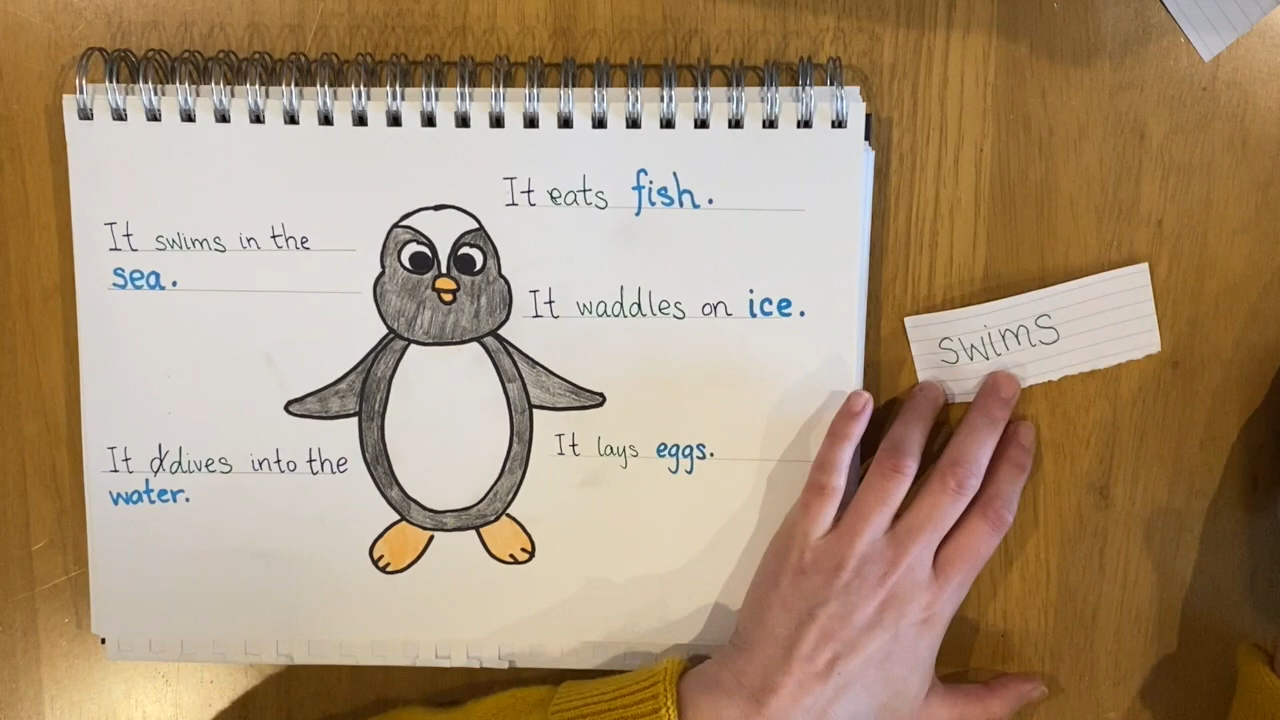 It eats fish.
It swims in the
sea.
It waddles on ice.
It dives into the
water.
It lays eggs.
swims